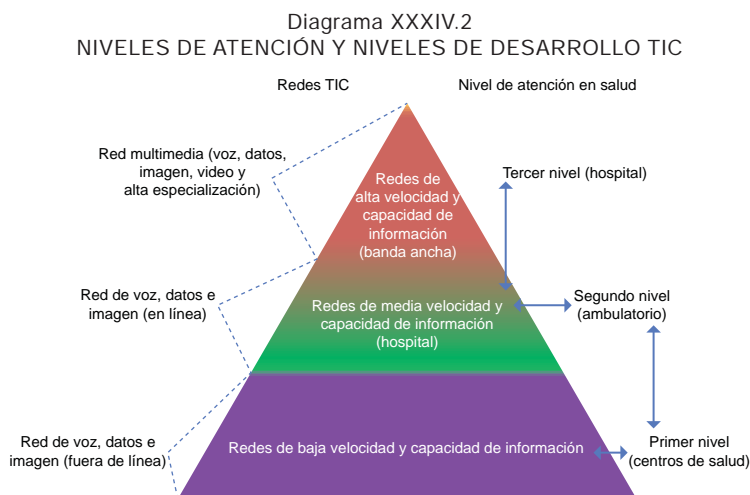 Diagrama XXXIV.2
NIVELES DE ATENCIÓN Y NIVELES DE DESARROLLO TIC
Redes TIC
Nivel de atención en salud
Red multimedia (voz, datos,
imagen, video y
alta especialización)
Redes de
alta velocidad y
capacidad de
información
(banda ancha)
Tercer nivel (hospital)
Red de voz, datos e
imagen (en línea)
Redes de media velocidad y
capacidad de información
(hospital)
Segundo nivel
(ambulatorio)
Red de voz, datos e
imagen (fuera de línea)
Redes de baja velocidad y capacidad de información
Primer nivel
(centros de salud)